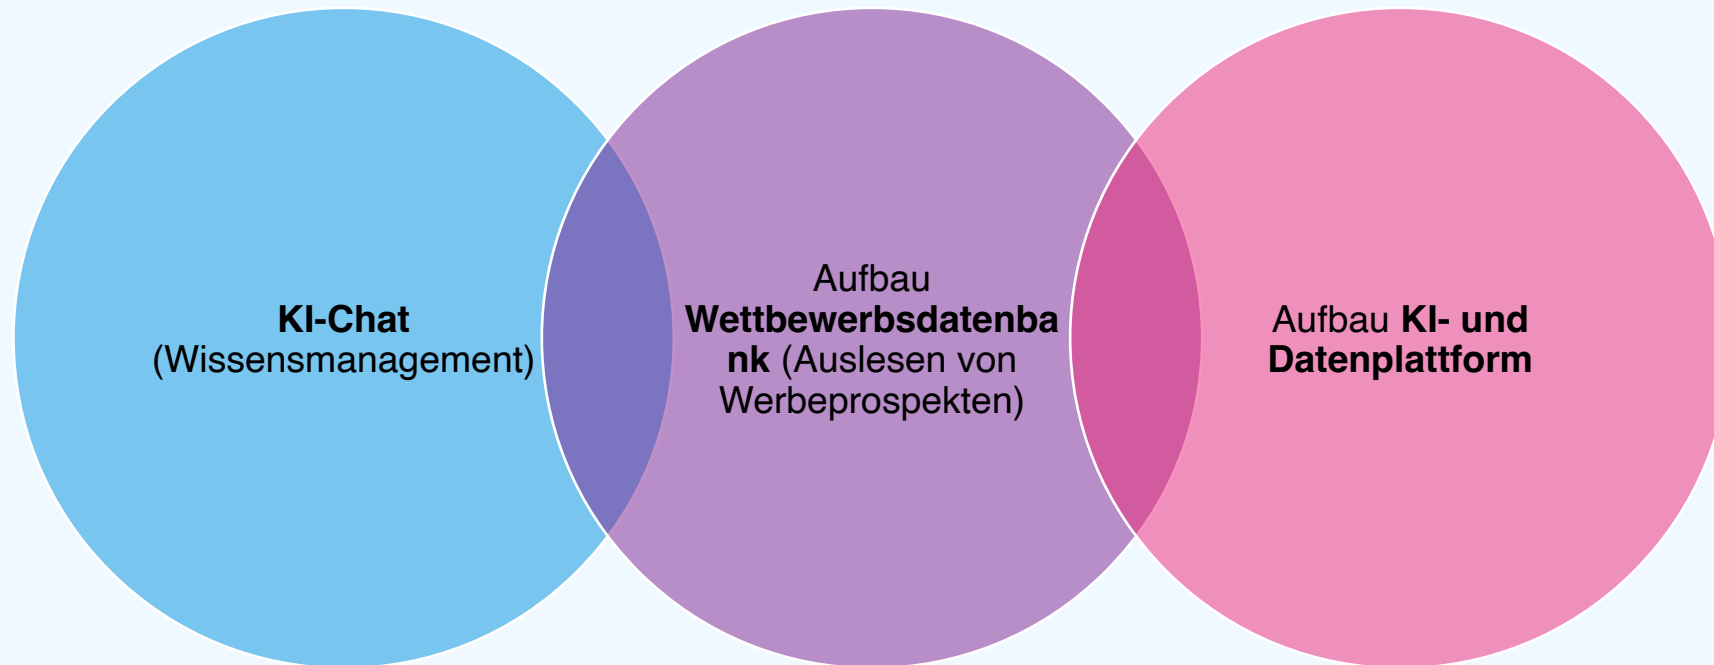 KI-Chat
(Wissensmanagement)
Aufbau
Wettbewerbsdatenba
nk (Auslesen von
Werbeprospekten)
Aufbau KI- und
Datenplattform